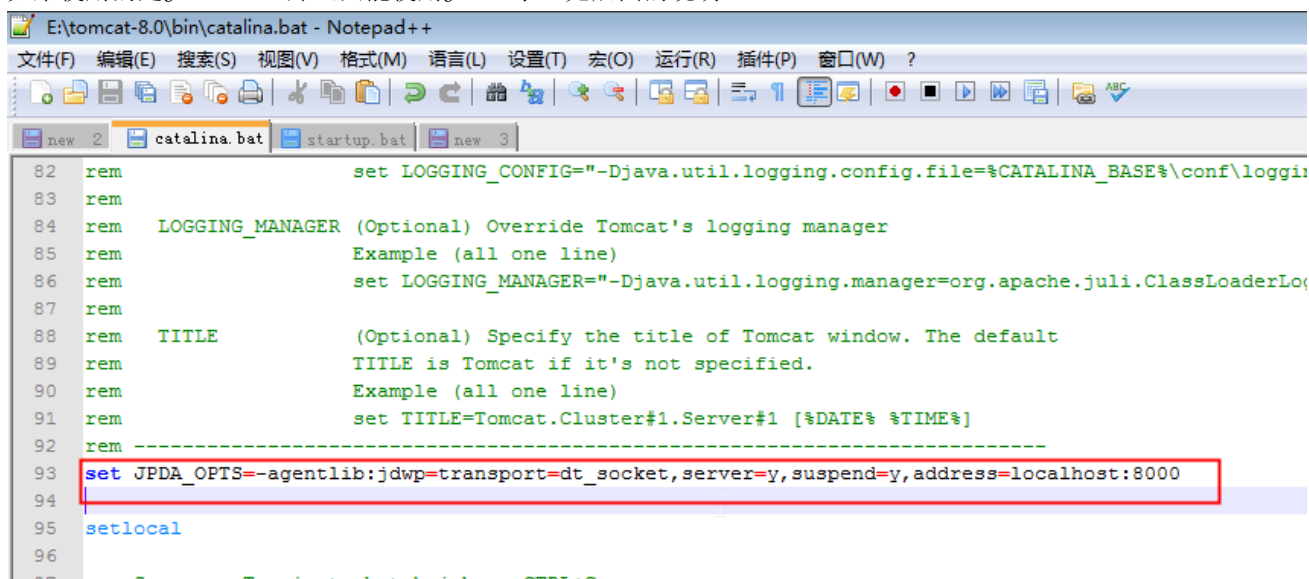 E:\tomcat-8.0\bin\catalina.bat - Notepad++
文件(F) 编辑(E) 搜索(S) 视图(V) 格式(M) 语言(L) 设置(T) 宏(O) 运行(R) 插件(P) 窗口(W) ?
new 2 catalina.bat startup.bat new 3
82 rem set LOGGING_CONFIG="-Djava.util.logging.config.file=%CATALINA_BASE%\conf\loggin
83 rem
84 rem LOGGING_MANAGER (Optional) Override Tomcat's logging manager
85 rem Example (all one line)
86 rem set LOGGING_MANAGER="-Djava.util.logging.manager=org.apache.juli.ClassLoaderLog
87 rem
88 rem TITLE (Optional) Specify the title of Tomcat window. The default
89 rem TITLE is Tomcat if it's not specified.
90 rem Example (all one line)
91 rem set TITLE=Tomcat.Cluster#1.Server#1 [%DATE% %TIME%]
92 rem ---------------------------------------------------------------------------
93 set JPDA_OPTS=-agentlib:jdwp=transport=dt_socket,server=y,suspend=y,address=localhost:8000
94
95 setlocal
96